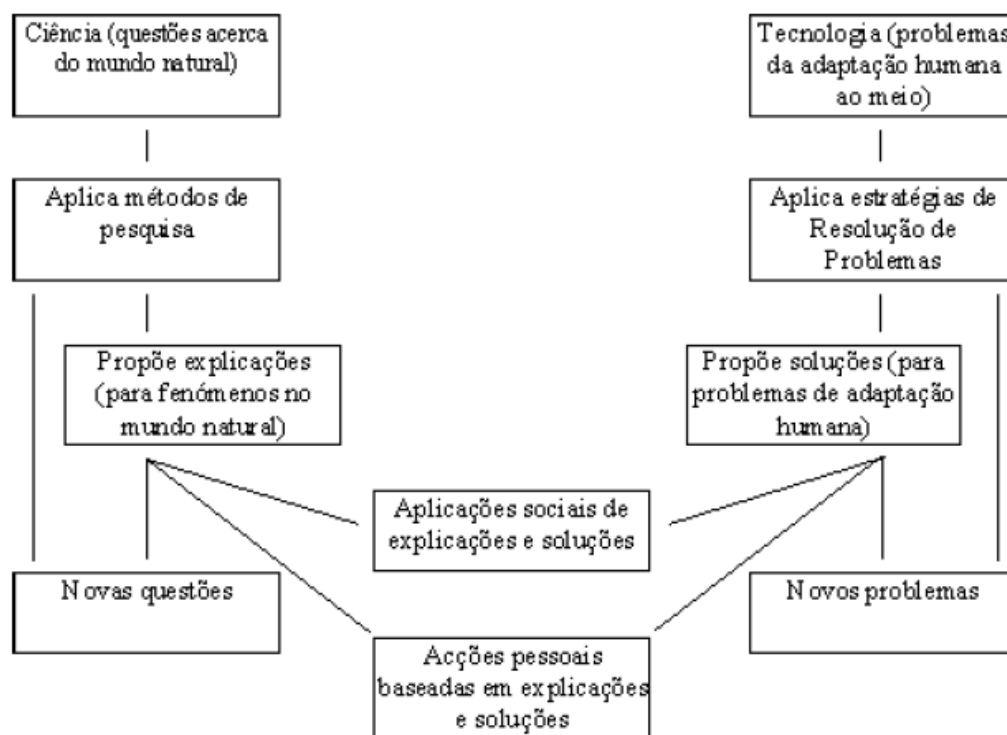 Ciência (questões acerca
do mundo natural)
Tecnologia (problemas
da adaptação humana
ao meio)
Aplica métodos de
pesquisa
Aplica estratégias de
Resolução de
Problemas
Propõe explicações
(para fenómenos no
mundo natural)
Propõe soluções (para
problemas de adaptação
humana)
Aplicações sociais de
explicações e soluções
Novas questões
Novos problemas
Acções pessoais
baseadas em explicações
e soluções